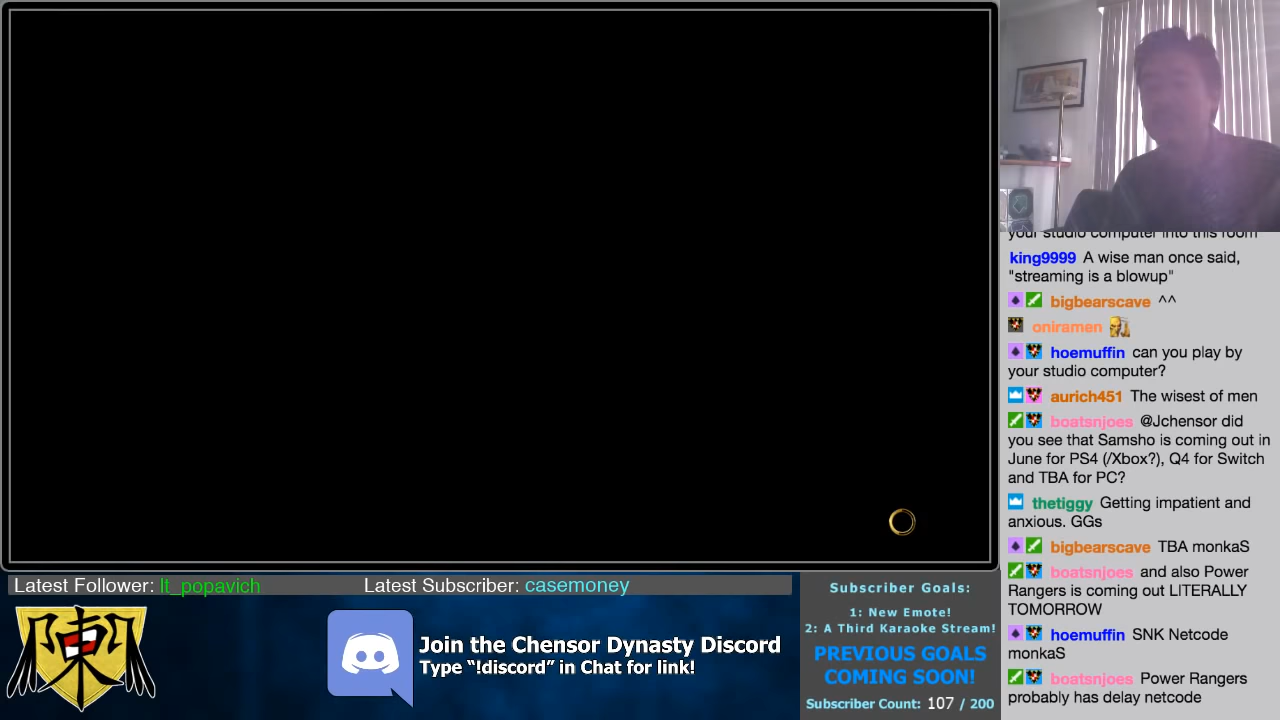 your studio computer into this room
king9999 A wise man once said,
"streaming is a blowup"
bigbearscave ^^
oniramen
hoemuffin can you play by
your studio computer?
aurich451 The wisest of men
boatsnjoes @Jchensor did
you see that Samsho is coming out in
June for PS4 (/Xbox?), Q4 for Switch
and TBA for PC?
thetiggy Getting impatient and
anxious. GGs
bigbearscave TBA monkaS
boatsnjoes and also Power
Rangers is coming out LITERALLY
TOMORROW
hoemuffin SNK Netcode
monkaS
boatsnjoes Power Rangers
probably has delay netcode
Latest Follower: lt_popavich
Latest Subscriber: casemoney
Join the Chensor Dynasty Discord
Type "!discord" in Chat for link!
Subscriber Goals:
1: New Emote!
2: A Third Karaoke Stream!
PREVIOUS GOALS
COMING SOON!
Subscriber Count: 107 / 200